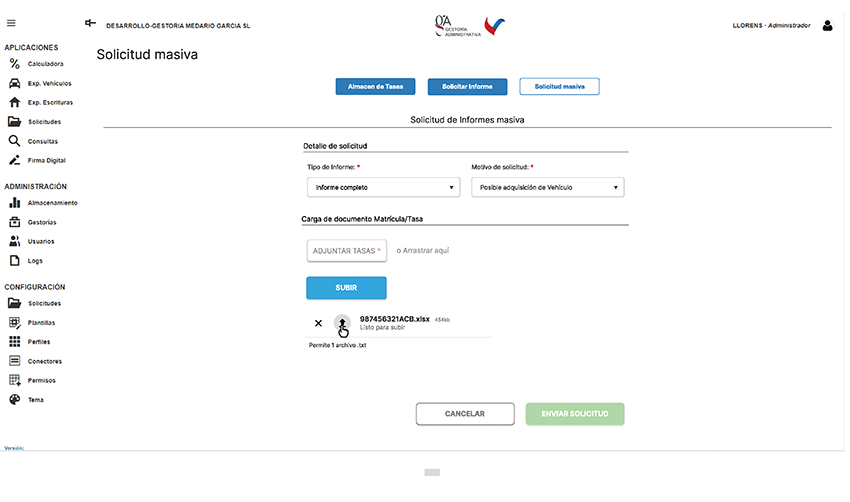 DESARROLLO-GESTORIA MEDARIO GARCIA SL
GA
GESTORÍA
ADMINISTRATIVA
LLORENS - Administrador
APLICACIONES
Calculadora
Exp. Vehículos
Exp. Escrituras
Solicitudes
Consultas
Firma Digital
ADMINISTRACIÓN
Almacenamiento
Gestorías
Usuarios
Logs
CONFIGURACIÓN
Solicitudes
Plantillas
Perfiles
Conectores
Permisos
Tema
Versión:
Solicitud masiva
Almacen de Tasas
Solicitar Informe
Solicitud masiva
Solicitud de Informes masiva
Detalle de solicitud
Tipo de Informe: * Motivo de solicitud: *
Informe completo Posible adquisición de Vehículo
Carga de documento Matrícula/Tasa
ADJUNTAR TASAS * o Arrastrar aquí
SUBIR
987456321ACB.xlsx 454kb
Listo para subir
Permite 1 archivo .txt
CANCELAR ENVIAR SOLICITUD